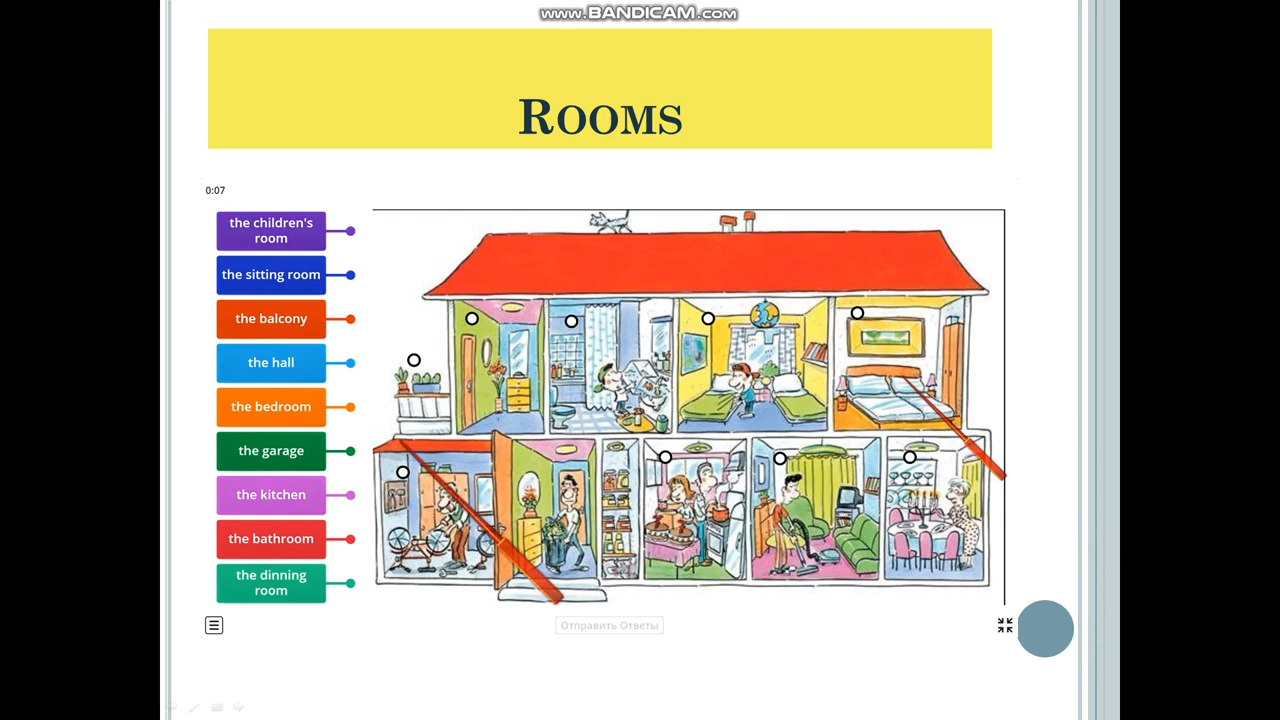 www.BANDICAM.com
ROOMS
0:07
the children's
room
the sitting room
the balcony
the hall
the bedroom
the garage
the kitchen
the bathroom
the dinning
room
Отправить Ответы